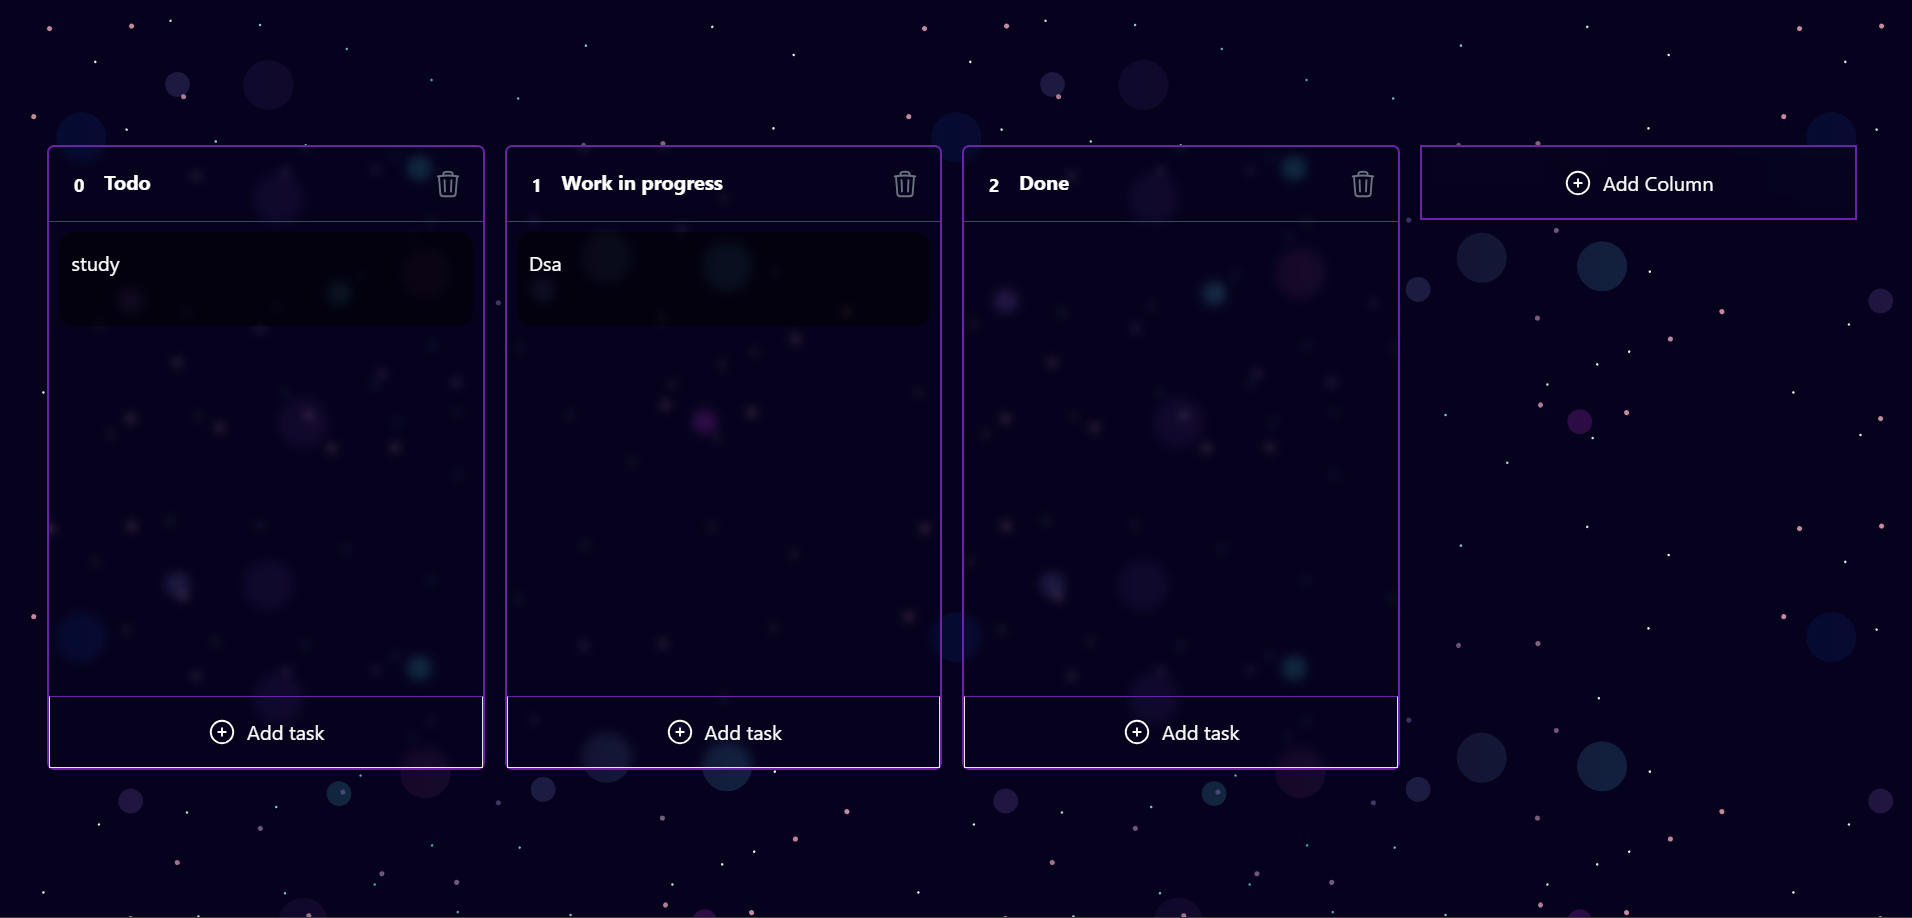 0 Todo
study
Add task
1 Work in progress
Dsa
Add task
2 Done
Add task
Add Column